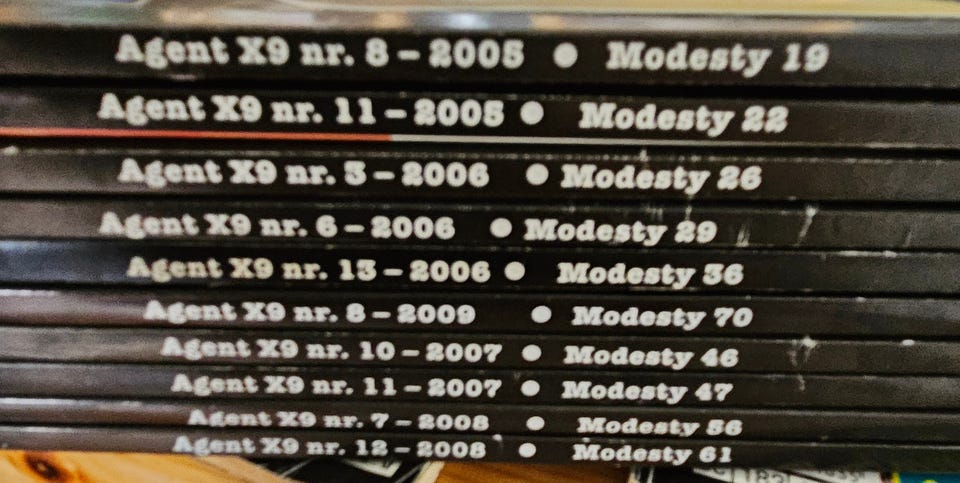 Agent X9 nr. 8 – 2005 ● Modesty 19
Agent X9 nr. 11 – 2005 ● Modesty 22
Agent X9 nr. 3 – 2006 ● Modesty 26
Agent X9 nr. 6 – 2006 ● Modesty 29
Agent X9 nr. 13 – 2006 ● Modesty 36
Agent X9 nr. 8 – 2009 ● Modesty 70
Agent X9 nr. 10 – 2007 ● Modesty 46
Agent X9 nr. 11 – 2007 ● Modesty 47
Agent X9 nr. 7 – 2008 ● Modesty 56
Agent X9 nr. 12 – 2008 ● Modesty 61